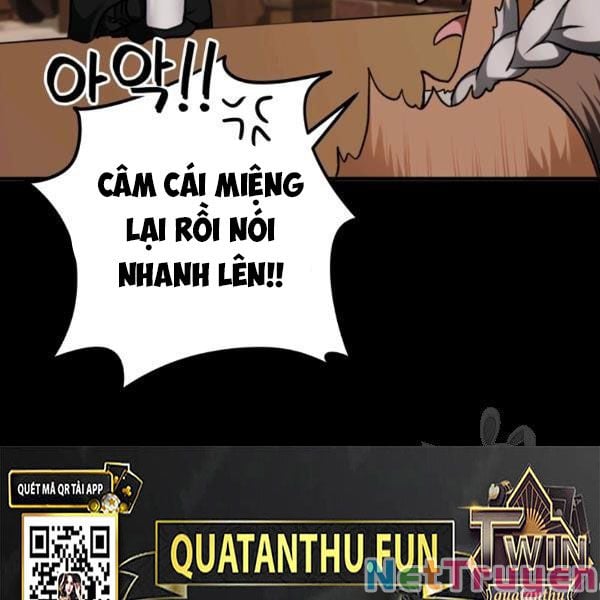 아악!!
CÂM CÁI MIỆNG
LẠI RỒI NÓI
NHANH LÊN!!
QUÉT MÃ QR TẢI APP
QUATANTHU.FUN
TWIN
quatanthu
NetTruyen